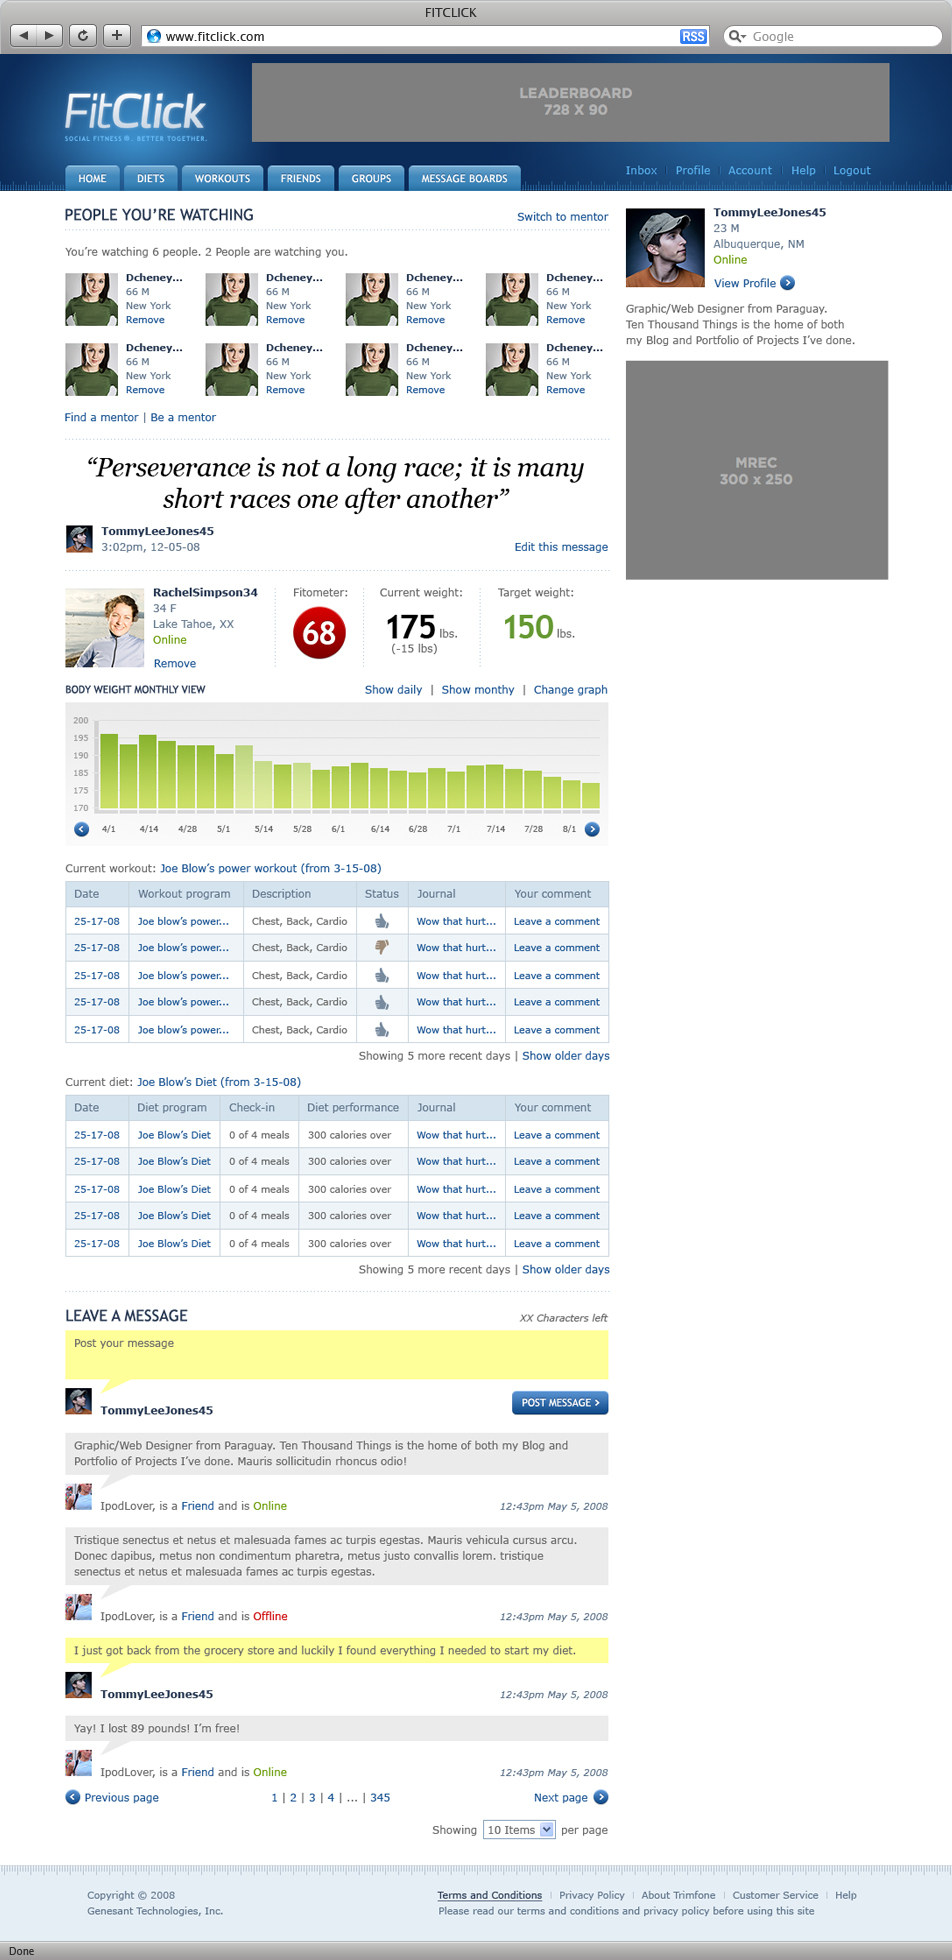 FITCLICK
www.fitclick.com
RSS
Google
FitClick
SOCIAL FITNESS®. BETTER TOGETHER.
LEADERBOARD
728 X 90
HOME
DIETS
WORKOUTS
FRIENDS
GROUPS
MESSAGE BOARDS
Inbox
Profile
Account
Help
Logout
PEOPLE YOU'RE WATCHING
Switch to mentor
You're watching 6 people. 2 People are watching you.
Dcheney...
66 M
New York
Remove
Dcheney...
66 M
New York
Remove
Dcheney...
66 M
New York
Remove
Dcheney...
66 M
New York
Remove
Dcheney...
66 M
New York
Remove
Dcheney...
66 M
New York
Remove
Dcheney...
66 M
New York
Remove
Dcheney...
66 M
New York
Remove
Find a mentor | Be a mentor
TommyLeeJones45
23 M
Albuquerque, NM
Online
View Profile
Graphic/Web Designer from Paraguay.
Ten Thousand Things is the home of both
my Blog and Portfolio of Projects I've done.
MREC
300 x 250
“Perseverance is not a long race; it is many
short races one after another”
TommyLeeJones45
3:02pm, 12-05-08
Edit this message
RachelSimpson34
34 F
Lake Tahoe, XX
Online
Remove
Fitometer:
68
Current weight:
175 lbs.
(-15 lbs)
Target weight:
150 lbs.
BODY WEIGHT MONTHLY VIEW
Show daily | Show monthy | Change graph
200
195
190
185
175
170
4/1 4/14 4/28 5/1 5/14 5/28 6/1 6/14 6/28 7/1 7/14 7/28 8/1
Current workout: Joe Blow's power workout (from 3-15-08)
Date Workout program Description Status Journal Your comment
25-17-08 Joe blow's power... Chest, Back, Cardio Wow that hurt... Leave a comment
25-17-08 Joe blow's power... Chest, Back, Cardio Wow that hurt... Leave a comment
25-17-08 Joe blow's power... Chest, Back, Cardio Wow that hurt... Leave a comment
25-17-08 Joe blow's power... Chest, Back, Cardio Wow that hurt... Leave a comment
25-17-08 Joe blow's power... Chest, Back, Cardio Wow that hurt... Leave a comment
Showing 5 more recent days | Show older days
Current diet: Joe Blow's Diet (from 3-15-08)
Date Diet program Check-in Diet performance Journal Your comment
25-17-08 Joe Blow's Diet 0 of 4 meals 300 calories over Wow that hurt... Leave a comment
25-17-08 Joe Blow's Diet 0 of 4 meals 300 calories over Wow that hurt... Leave a comment
25-17-08 Joe Blow's Diet 0 of 4 meals 300 calories over Wow that hurt... Leave a comment
25-17-08 Joe Blow's Diet 0 of 4 meals 300 calories over Wow that hurt... Leave a comment
25-17-08 Joe Blow's Diet 0 of 4 meals 300 calories over Wow that hurt... Leave a comment
Showing 5 more recent days | Show older days
LEAVE A MESSAGE
XX Characters left
Post your message
TommyLeeJones45
POST MESSAGE >
Graphic/Web Designer from Paraguay. Ten Thousand Things is the home of both my Blog and
Portfolio of Projects I've done. Mauris sollicitudin rhoncus odio!
IpodLover, is a Friend and is Online
12:43pm May 5, 2008
Tristique senectus et netus et malesuada fames ac turpis egestas. Mauris vehicula cursus arcu.
Donec dapibus, metus non condimentum pharetra, metus justo convallis lorem. tristique
senectus et netus et malesuada fames ac turpis egestas.
IpodLover, is a Friend and is Offline
12:43pm May 5, 2008
I just got back from the grocery store and luckily I found everything I needed to start my diet.
TommyLeeJones45
12:43pm May 5, 2008
Yay! I lost 89 pounds! I'm free!
IpodLover, is a Friend and is Online
12:43pm May 5, 2008
Previous page
1 | 2 | 3 | 4 | ... | 345
Next page
Showing 10 Items per page
Copyright © 2008
Genesant Technologies, Inc.
Terms and Conditions | Privacy Policy | About Trimfone | Customer Service | Help
Please read our terms and conditions and privacy policy before using this site
Done